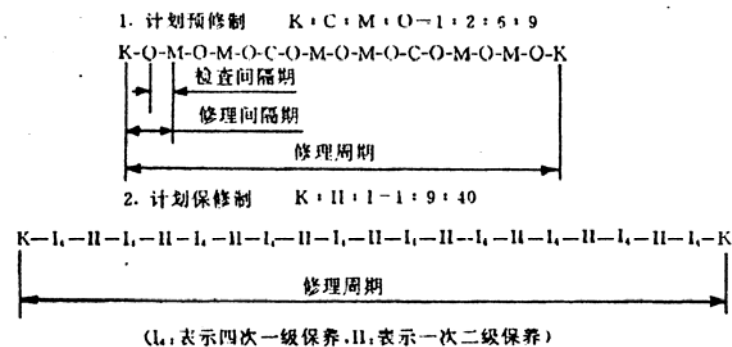 1. 计划预修制 K:C:M:O—1:2:6:9
K-O-M-O-M-O-C-O-M-O-M-O-C-O-M-O-M-O-K
检查间隔期
修理间隔期
修理周期
2. 计划保修制 K:II:I-1:9:40
K—I₄—II—I₄—II—I₄—II—I₄—II—I₄—II—I₄—II—I₄—II—I₄—II—I₄—II—I₄—K
修理周期
(I₄:表示四次一级保养.II:表示一次二级保养)